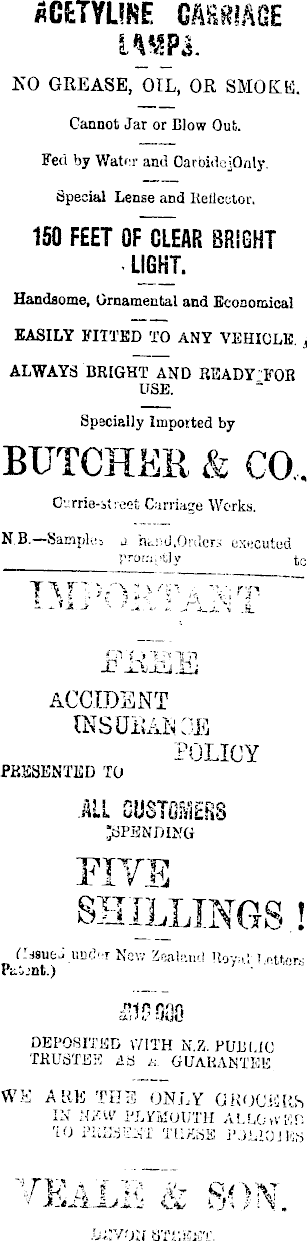 ACETYLINE CARRIAGE
LAMPS.
NO GREASE, OIL, OR SMOKE.
Cannot Jar or Blow Out.
Fed by Water and Carbide Only.
Special Lense and Reflector.
150 FEET OF CLEAR BRIGHT
LIGHT.
Handsome, Ornamental and Economical
EASILY FITTED TO ANY VEHICLE.
ALWAYS BRIGHT AND READY FOR
USE.
Specially Imported by
BUTCHER & CO.,
Currie-street Carriage Works.
N.B.—Samples hand, Orders executed
promptly to
IMPORTANT
FREE
ACCIDENT
INSURANCE
POLICY
PRESENTED TO
ALL CUSTOMERS
SPENDING
FIVE
SHILLINGS!
(Issued under New Zealand Royal Letters
Patent.)
DEPOSITED WITH N.Z. PUBLIC
TRUSTEE AS A GUARANTEE
WE ARE THE ONLY GROCERS
IN NEW PLYMOUTH ALLOWED
TO PRESENT THESE POLICIES
VEALE & SON.
DEVON STREET.